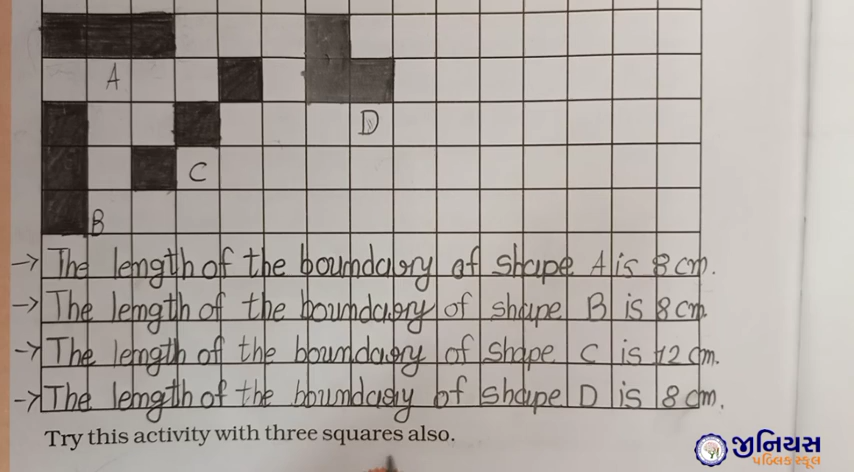 A
D
C
B
→ The length of the boundary of shape A is 8 cm.
→ The length of the boundary of shape B is 8 cm.
→ The length of the boundary of shape C is 12 cm.
→ The length of the boundary of shape D is 8 cm.
Try this activity with three squares also.
જીનિયસ
પબ્લિક સ્કૂલ